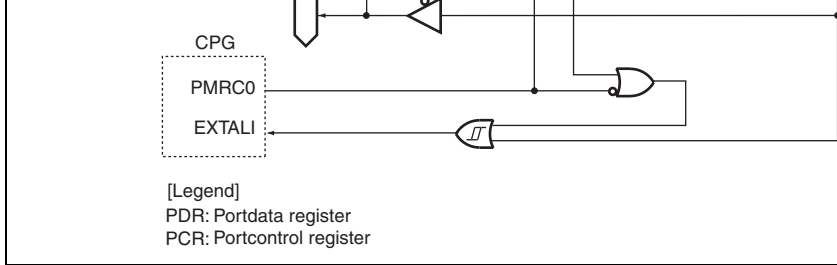 CPG
PMRC0
EXTALI
[Legend]
PDR: Portdata register
PCR: Portcontrol register